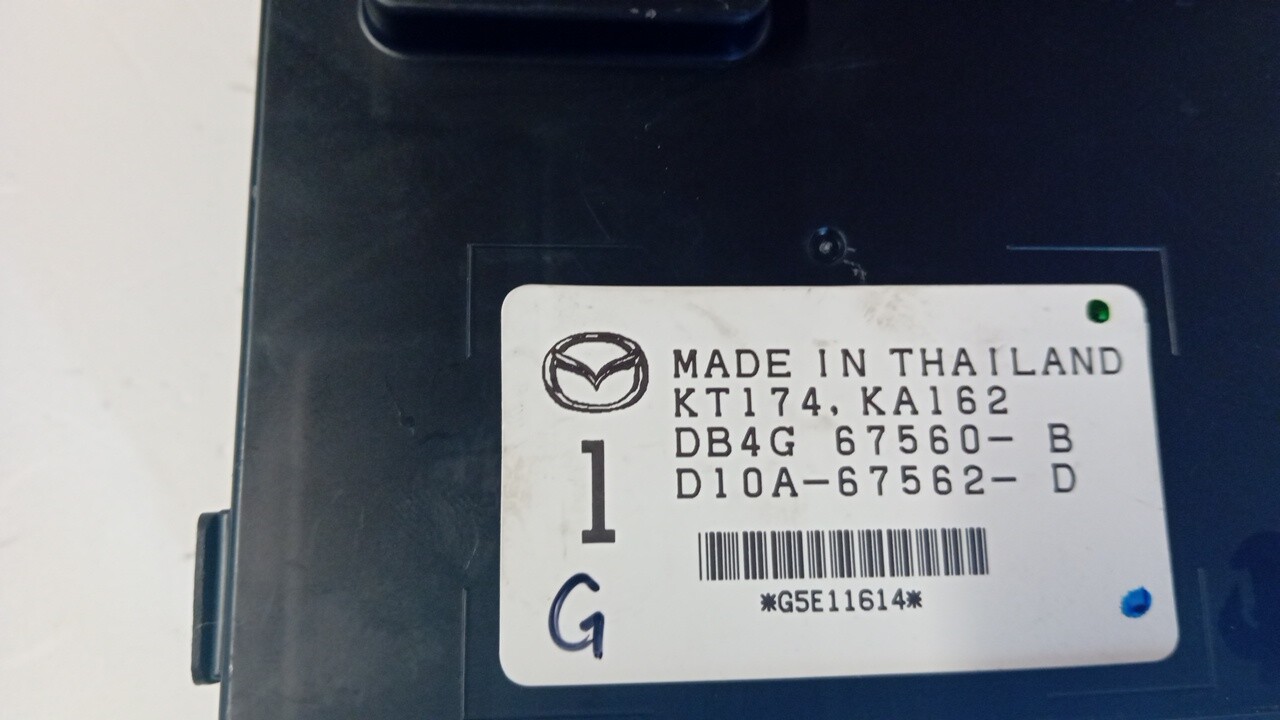 MADE IN THAILAND
KT174, KA162
DB4G 67560- B
D10A-67562- D
1
*G5E11614*
G